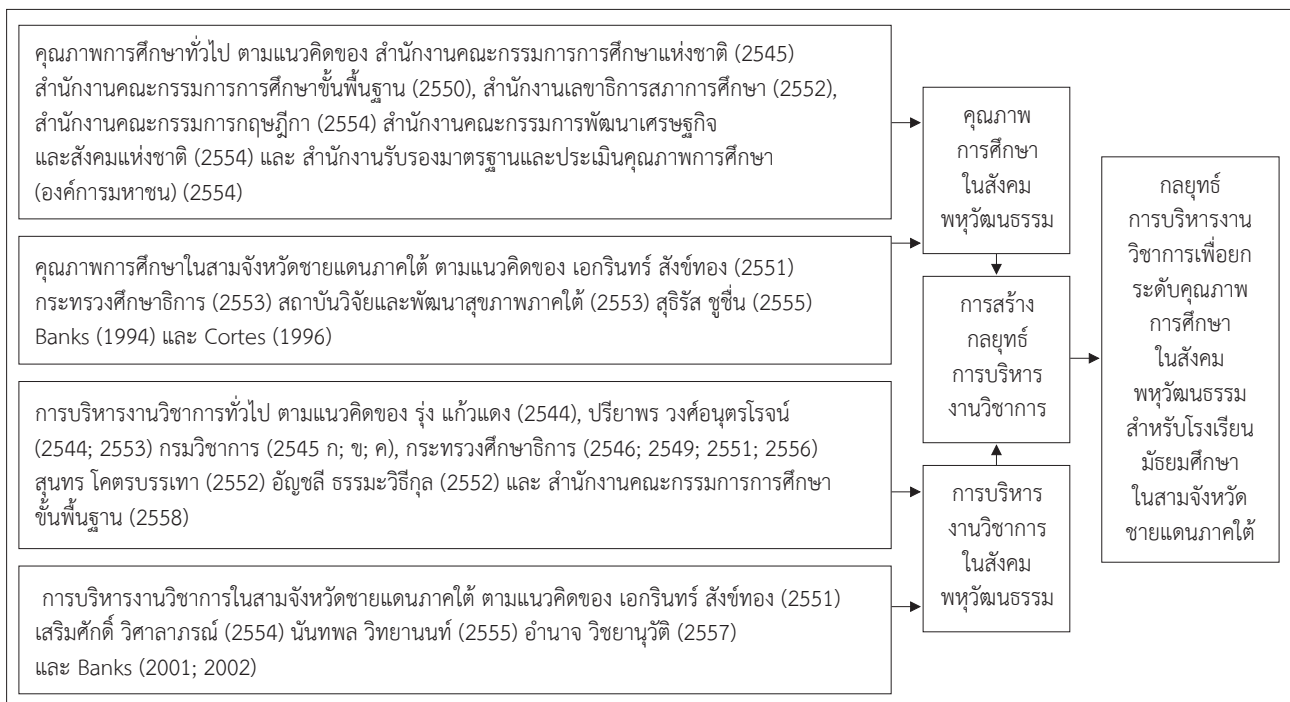 คุณภาพการศึกษาทั่วไป ตามแนวคิดของ สำนักงานคณะกรรมการการศึกษาแห่งชาติ (2545)
สำนักงานคณะกรรมการการศึกษาขั้นพื้นฐาน (2550), สำนักงานเลขาธิการสภาการศึกษา (2552),
สำนักงานคณะกรรมการกฤษฎีกา (2554) สำนักงานคณะกรรมการพัฒนาเศรษฐกิจ
และสังคมแห่งชาติ (2554) และ สำนักงานรับรองมาตรฐานและประเมินคุณภาพการศึกษา
(องค์การมหาชน) (2554)
คุณภาพการศึกษาในสามจังหวัดชายแดนภาคใต้ ตามแนวคิดของ เอกรินทร์ สังข์ทอง (2551)
กระทรวงศึกษาธิการ (2553) สถาบันวิจัยและพัฒนาสุขภาพภาคใต้ (2553) สุธิรัส ชูชื่น (2555)
Banks (1994) และ Cortes (1996)
การบริหารงานวิชาการทั่วไป ตามแนวคิดของ รุ่ง แก้วแดง (2544), ปรียาพร วงศ์อนุตรโรจน์
(2544; 2553) กรมวิชาการ (2545 ก; ข; ค), กระทรวงศึกษาธิการ (2546; 2549; 2551; 2556)
สุนทร โคตรบรรเทา (2552) อัญชลี ธรรมะวิธีกุล (2552) และ สำนักงานคณะกรรมการการศึกษา
ขั้นพื้นฐาน (2558)
การบริหารงานวิชาการในสามจังหวัดชายแดนภาคใต้ ตามแนวคิดของ เอกรินทร์ สังข์ทอง (2551)
เสริมศักดิ์ วิศาลาภรณ์ (2554) นันทพล วิทยานนท์ (2555) อำนาจ วิชยานุวัติ (2557)
และ Banks (2001; 2002)
คุณภาพ
การศึกษา
ในสังคม
พหุวัฒนธรรม
การสร้าง
กลยุทธ์
การบริหาร
งานวิชาการ
การบริหาร
งานวิชาการ
ในสังคม
พหุวัฒนธรรม
กลยุทธ์
การบริหารงาน
วิชาการเพื่อยก
ระดับคุณภาพ
การศึกษา
ในสังคม
พหุวัฒนธรรม
สำหรับโรงเรียน
มัธยมศึกษา
ในสามจังหวัด
ชายแดนภาคใต้